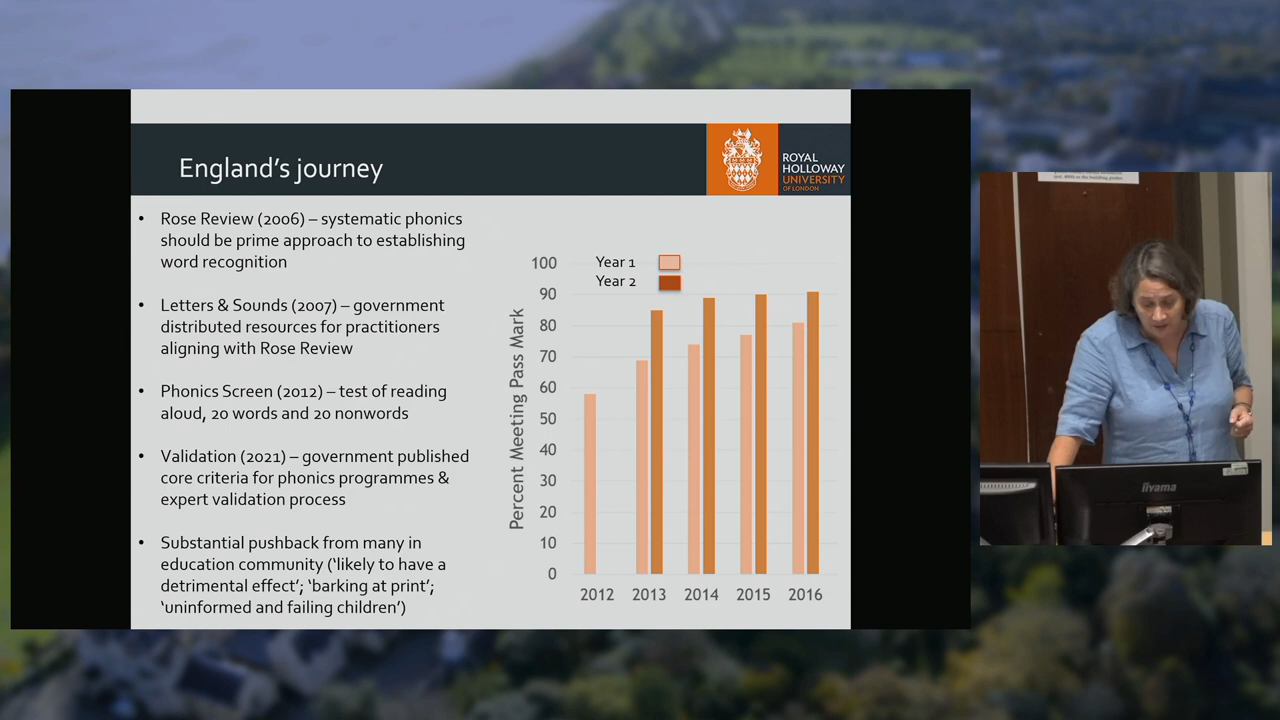 England's journey
ROYAL
HOLLOWAY
UNIVERSITY
OF LONDON
• Rose Review (2006) – systematic phonics
should be prime approach to establishing
word recognition
• Letters & Sounds (2007) – government
distributed resources for practitioners
aligning with Rose Review
• Phonics Screen (2012) – test of reading
aloud, 20 words and 20 nonwords
• Validation (2021) – government published
core criteria for phonics programmes &
expert validation process
• Substantial pushback from many in
education community ('likely to have a
detrimental effect'; 'barking at print';
'uninformed and failing children')
Year 1
Year 2
Percent Meeting Pass Mark
100
90
80
70
60
50
40
30
20
10
0
2012 2013 2014 2015 2016
iiyama